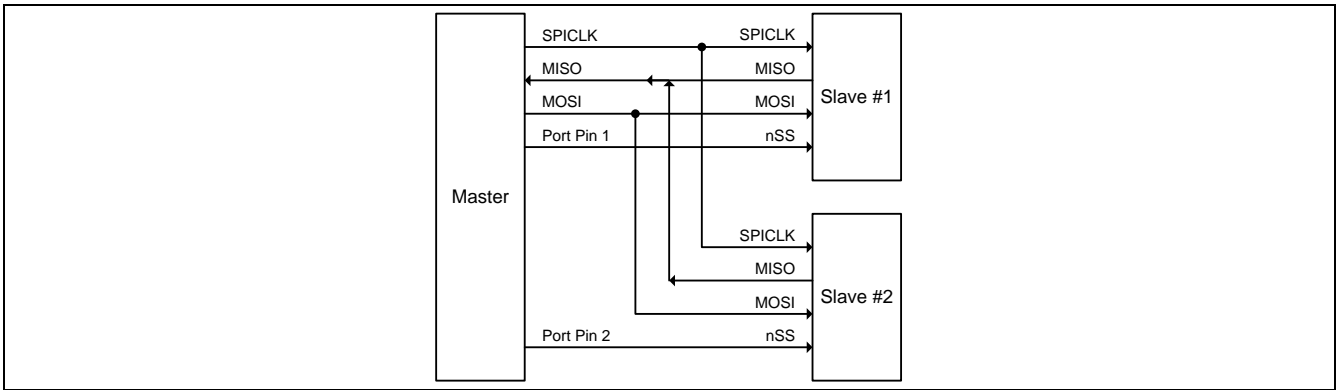 SPICLK SPICLK
MISO MISO
MOSI MOSI
Slave #1
Port Pin 1 nSS
Master
SPICLK
MISO
MOSI
Slave #2
Port Pin 2 nSS